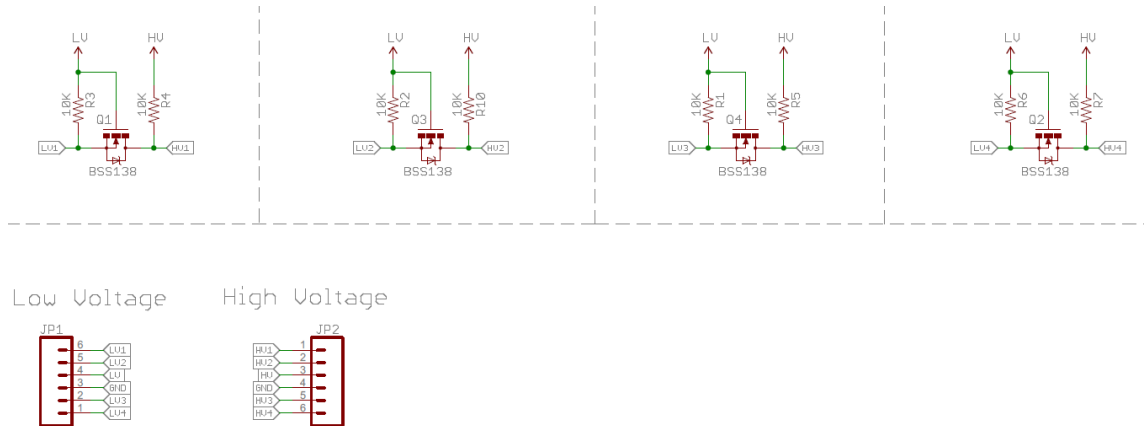 LV HV LV HV LV HV LV HV
10K R3 10K R4 10K R2 10K R10 10K R1 10K R5 10K R6 10K R7
Q1 Q3 Q4 Q2
LV1 HV1 LV2 HV2 LV3 HV3 LV4 HV4
BSS138 BSS138 BSS138 BSS138
Low Voltage High Voltage
JP1 JP2
6 LV1 HV1 1
5 LV2 HV2 2
4 LV HV 3
3 GND GND 4
2 LV3 HV3 5
1 LV4 HV4 6